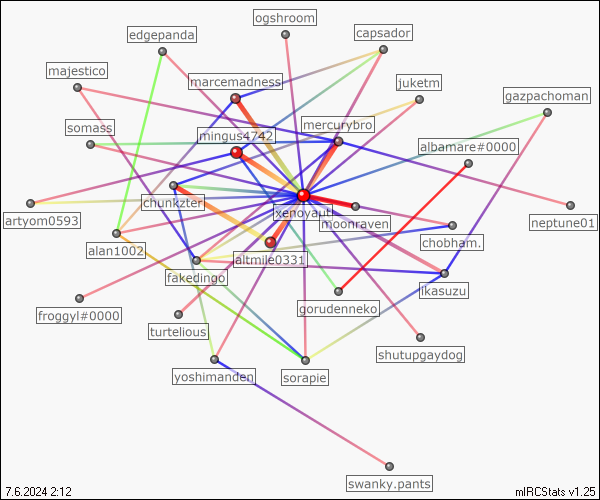 ogshroom
edgepanda
capsador
majestico
marcemadness
juketm
gazpachoman
somass
mingus4742
mercurybro
albamare#0000
chunkzter
xenoyauti
artyom0593
moonraven
neptune01
alan1002
chobham.
altmile0331
fakedingo
ikasuzu
froggyl#0000
gorudenneko
turtelious
shutupgaydog
yoshimanden
sorapie
swanky.pants
7.6.2024 2:12
mIRCStats v1.25